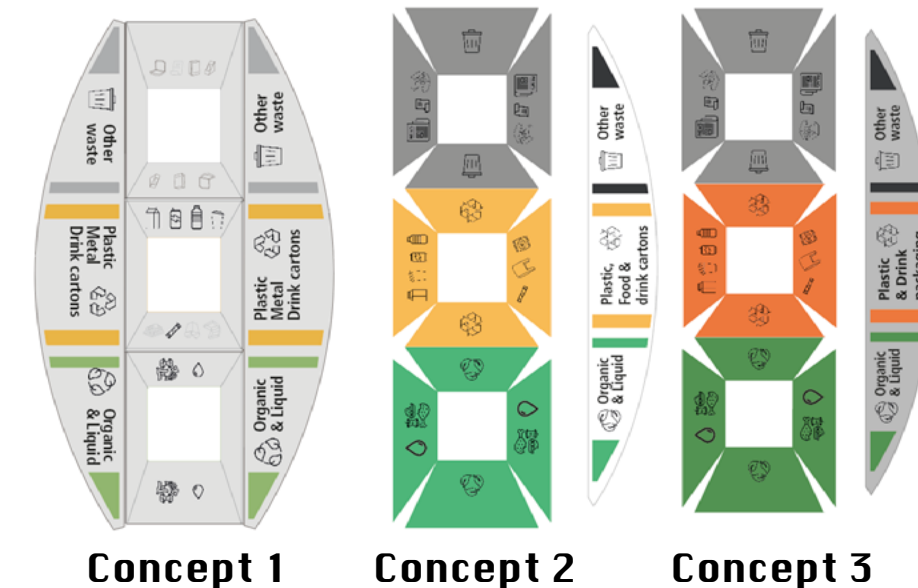 Other
waste
Plastic
Metal
Drink cartons
Organic
& Liquid
Other
waste
Plastic
Metal
Drink cartons
Organic
& Liquid
Other
waste
Plastic,
Food &
drink cartons
Organic
& Liquid
Other
waste
Plastic
& Drink
packaging
Organic
& Liquid
Concept 1
Concept 2
Concept 3